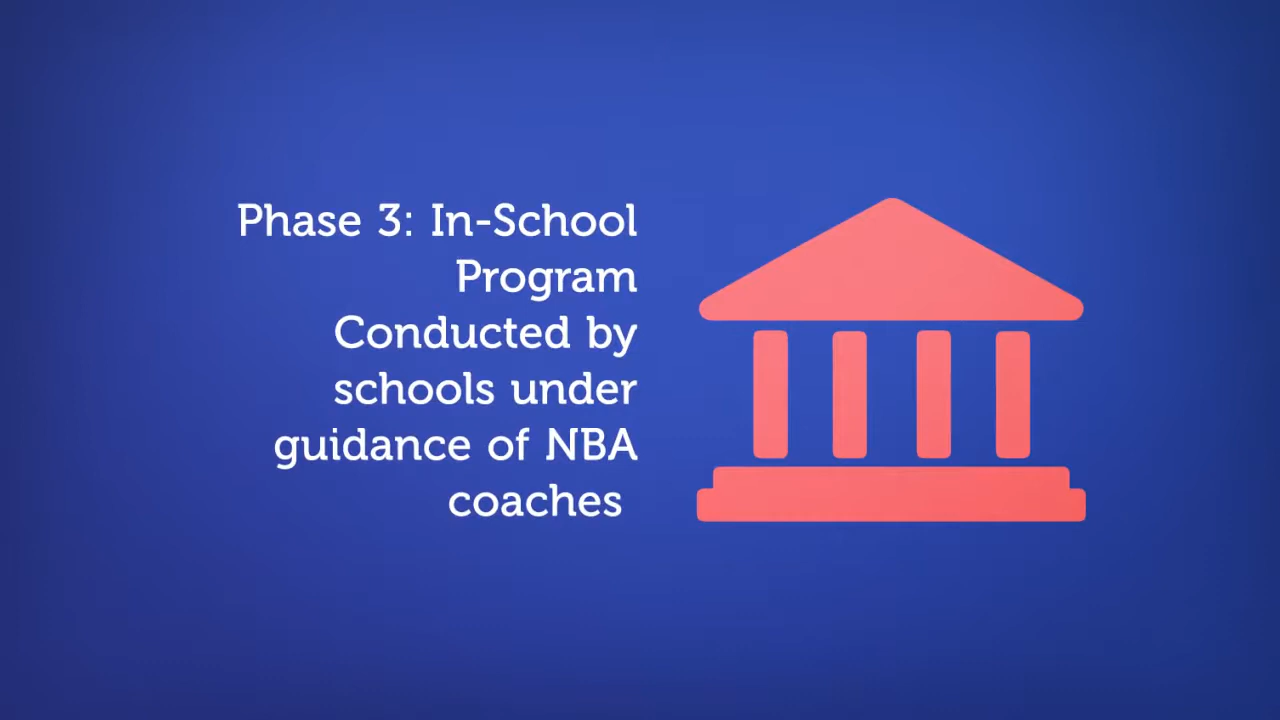 Phase 3: In-School
Program
Conducted by
schools under
guidance of NBA
coaches